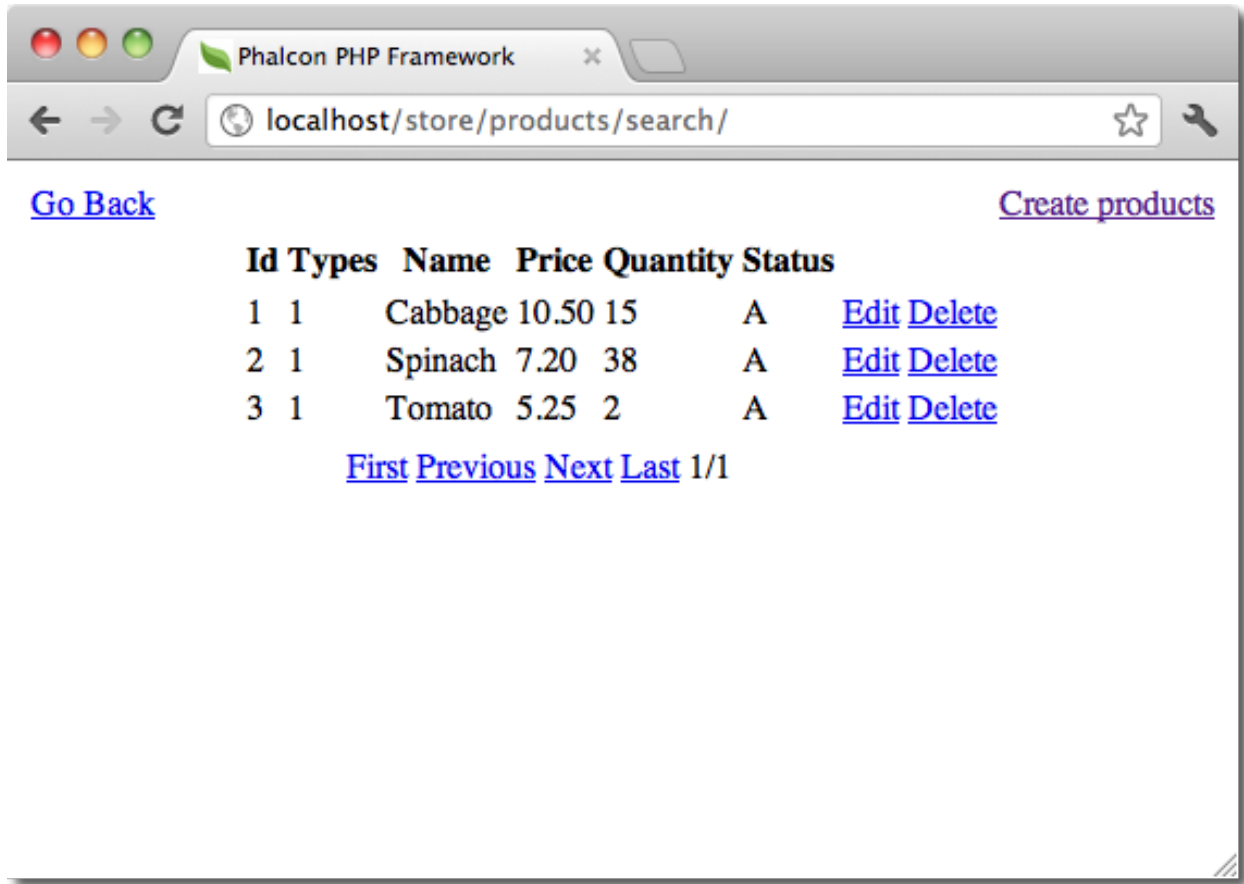 Phalcon PHP Framework
localhost/store/products/search/
Go Back Create products
Id Types Name Price Quantity Status
1 1 Cabbage 10.50 15 A Edit Delete
2 1 Spinach 7.20 38 A Edit Delete
3 1 Tomato 5.25 2 A Edit Delete
First Previous Next Last 1/1